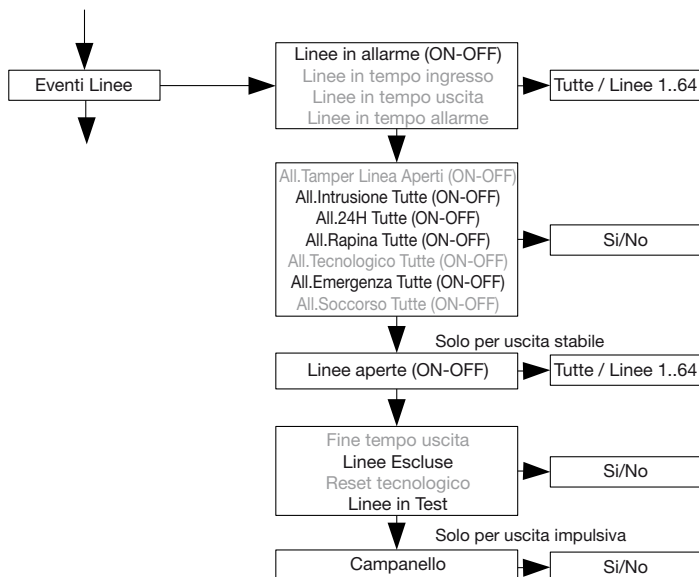 Eventi Linee
Linee in allarme (ON-OFF)
Linee in tempo ingresso
Linee in tempo uscita
Linee in tempo allarme
Tutte / Linee 1..64
All.Tamper Linea Aperti (ON-OFF)
All.Intrusione Tutte (ON-OFF)
All.24H Tutte (ON-OFF)
All.Rapina Tutte (ON-OFF)
All.Tecnologico Tutte (ON-OFF)
All.Emergenza Tutte (ON-OFF)
All.Soccorso Tutte (ON-OFF)
Si/No
Solo per uscita stabile
Linee aperte (ON-OFF)
Tutte / Linee 1..64
Fine tempo uscita
Linee Escluse
Reset tecnologico
Linee in Test
Si/No
Solo per uscita impulsiva
Campanello
Si/No